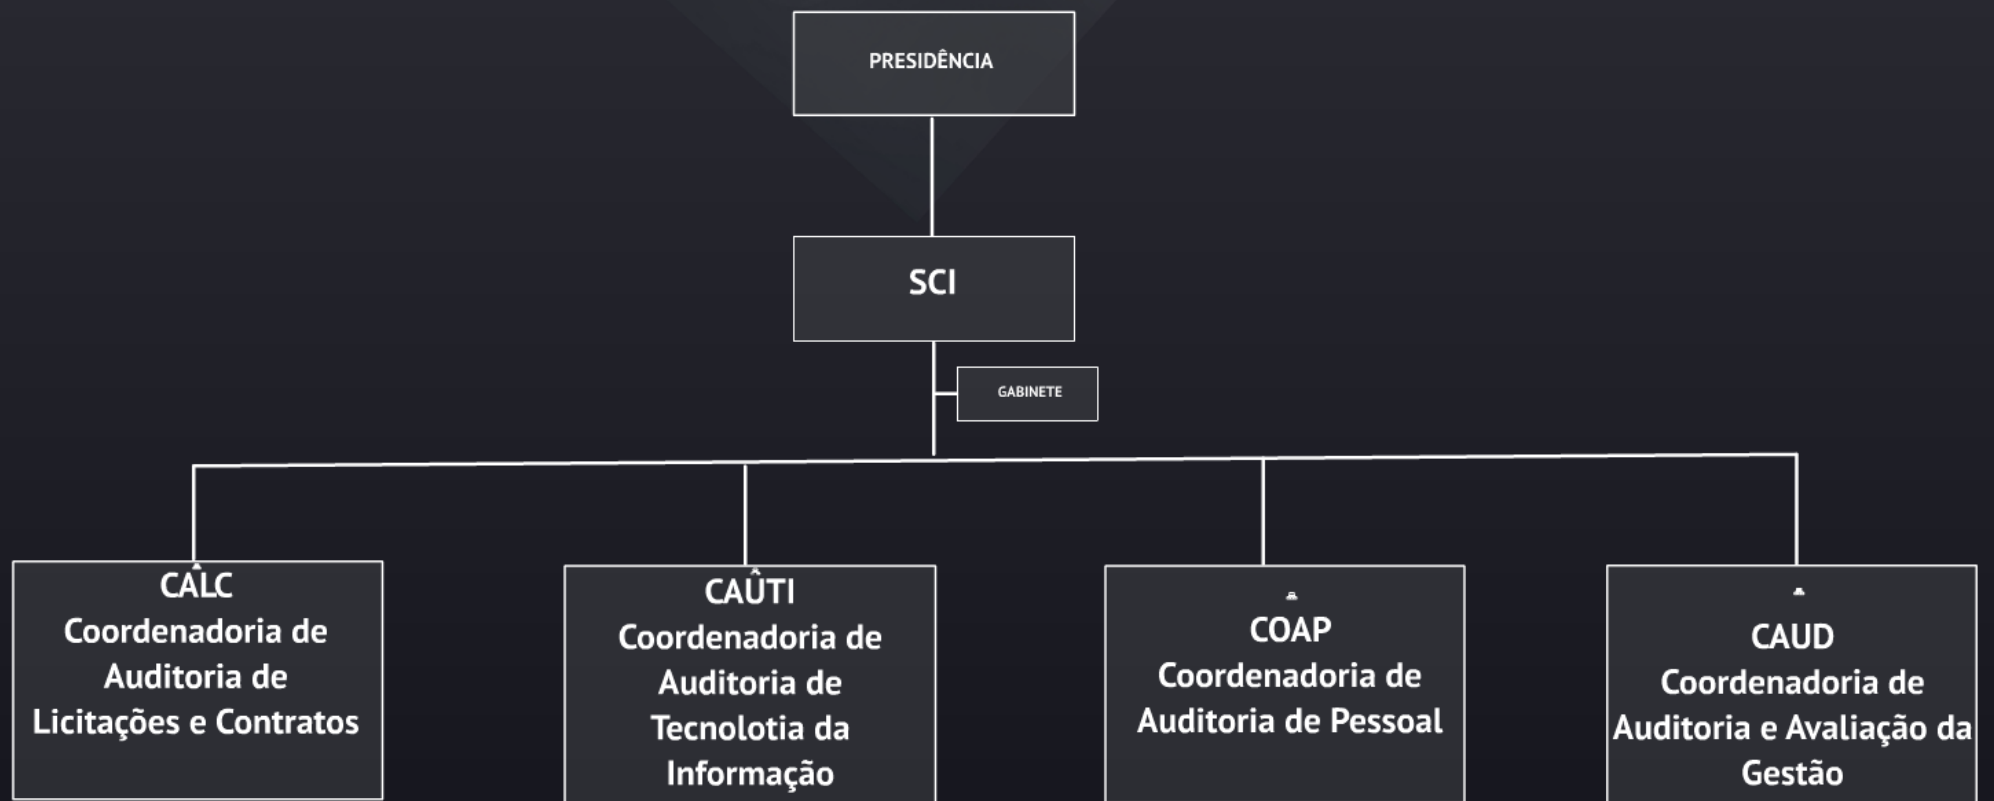 PRESIDÊNCIA
SCI
GABINETE
CALC
Coordenadoria de
Auditoria de
Licitações e Contratos
CAÛTI
Coordenadoria de
Auditoria de
Tecnolotia da
Informação
COAP
Coordenadoria de
Auditoria de Pessoal
CAUD
Coordenadoria de
Auditoria e Avaliação da
Gestão